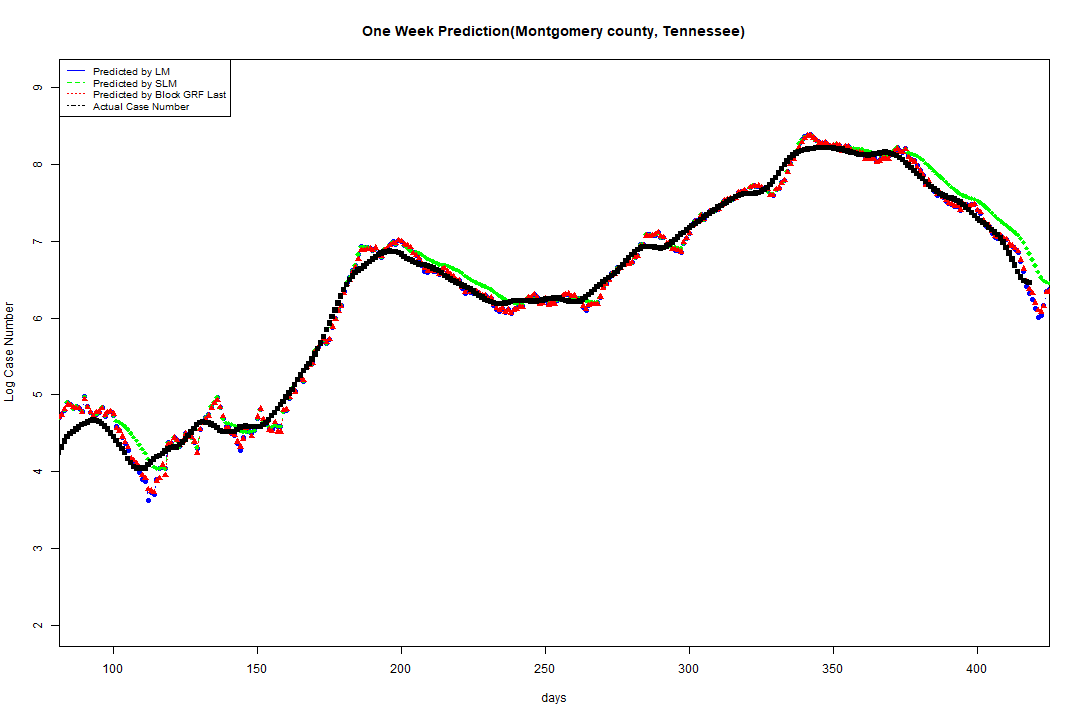 One Week Prediction(Montgomery county, Tennessee)
Predicted by LM
Predicted by SLM
Predicted by Block GRF Last
Actual Case Number
Log Case Number
9
8
7
6
5
4
3
2
100 150 200 250 300 350 400
days